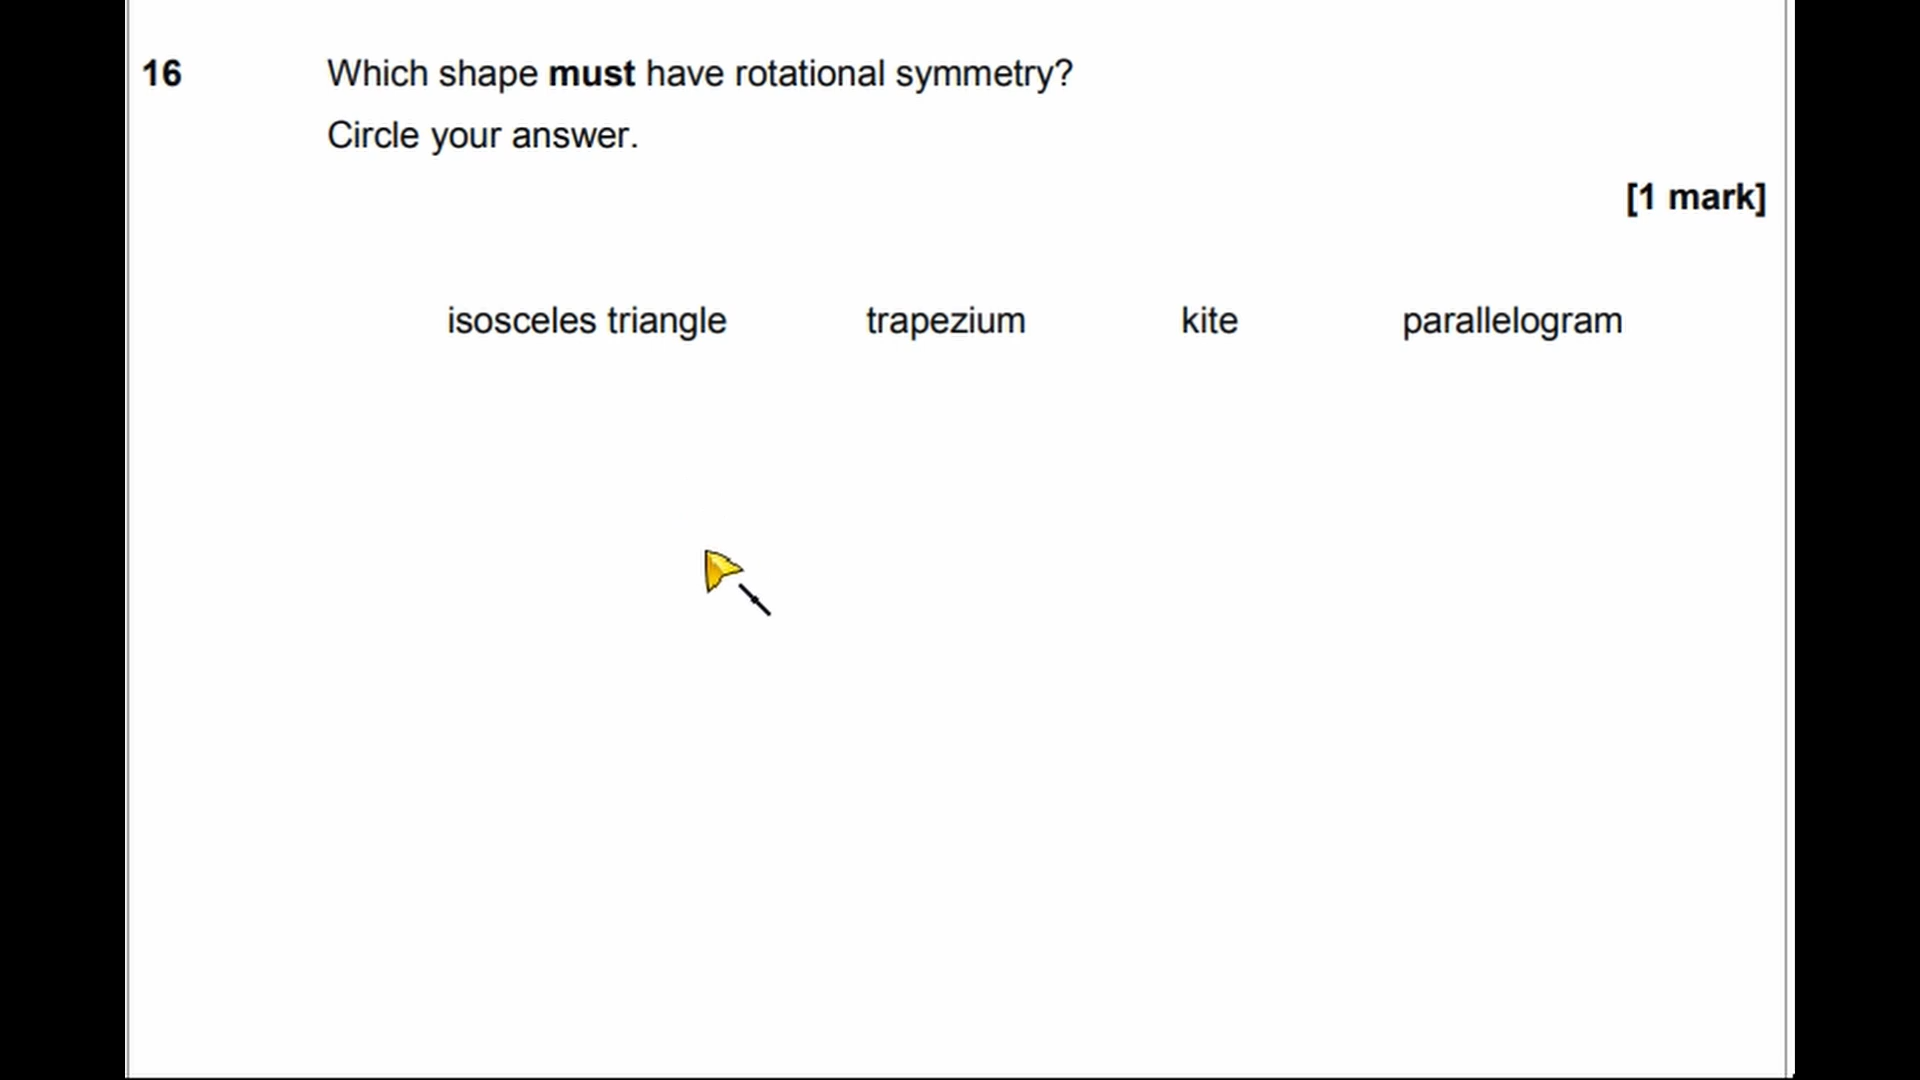 16 Which shape must have rotational symmetry?
Circle your answer.
[1 mark]
isosceles triangle trapezium kite parallelogram